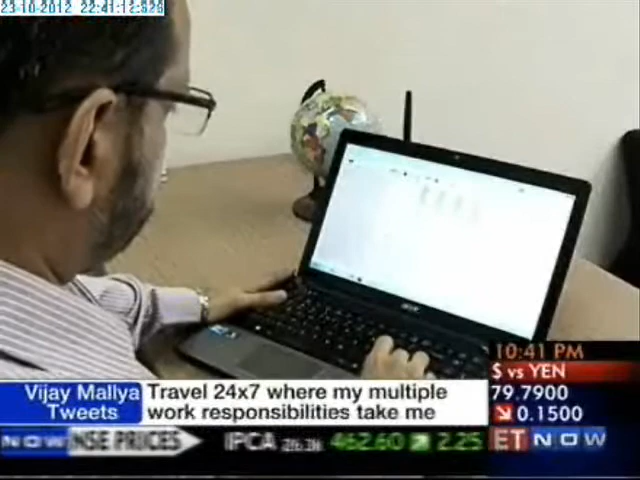 23-10-2012 22:41:12:526
acer
10:41 PM
$ vs YEN
79.7900
0.1500
Vijay Mallya
Tweets
Travel 24x7 where my multiple
work responsibilities take me
NOW NSE PRICES IPCA 462.60 2.25 ET NOW